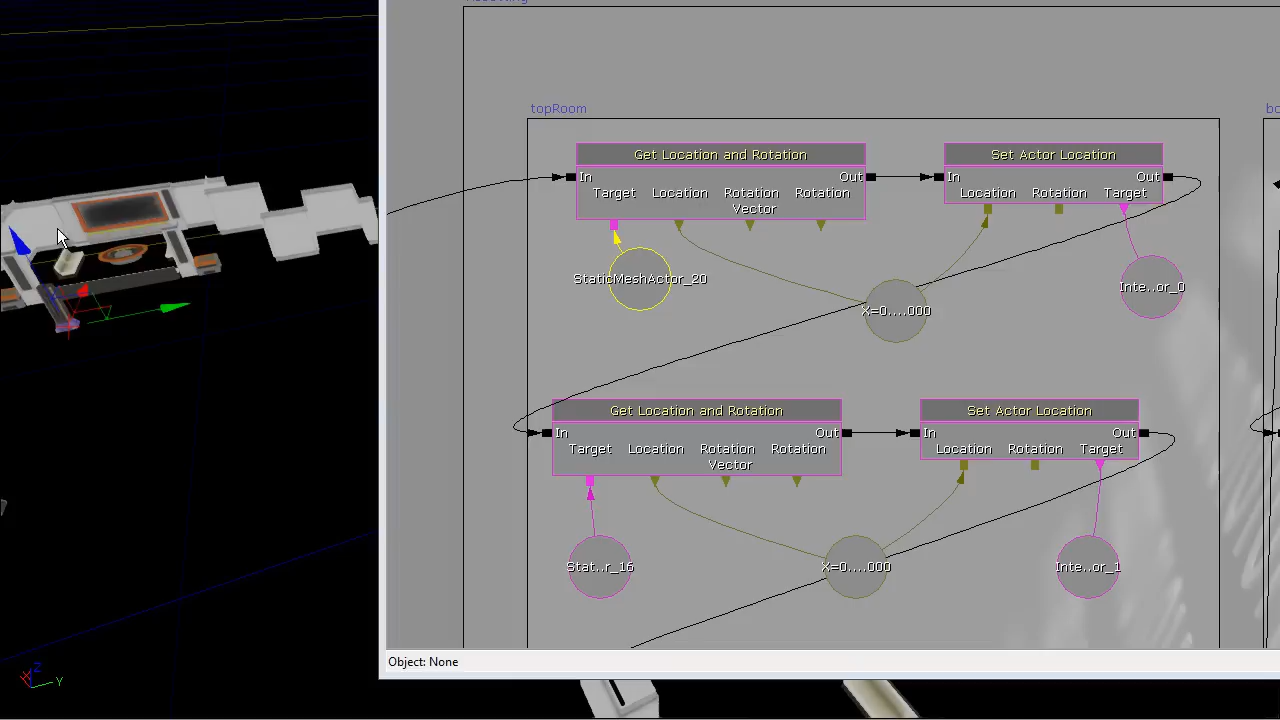 topRoom
Get Location and Rotation
Set Actor Location
In
Out
In
Out
Target
Location
Rotation
Vector
Rotation
Location
Rotation
Target
StaticMeshActor_20
X=0....000
Inte..or_0
Get Location and Rotation
Set Actor Location
In
Out
In
Out
Target
Location
Rotation
Vector
Rotation
Location
Rotation
Target
Stat..r_16
X=0....000
Inte..or_1
Object: None
X
Z
Y